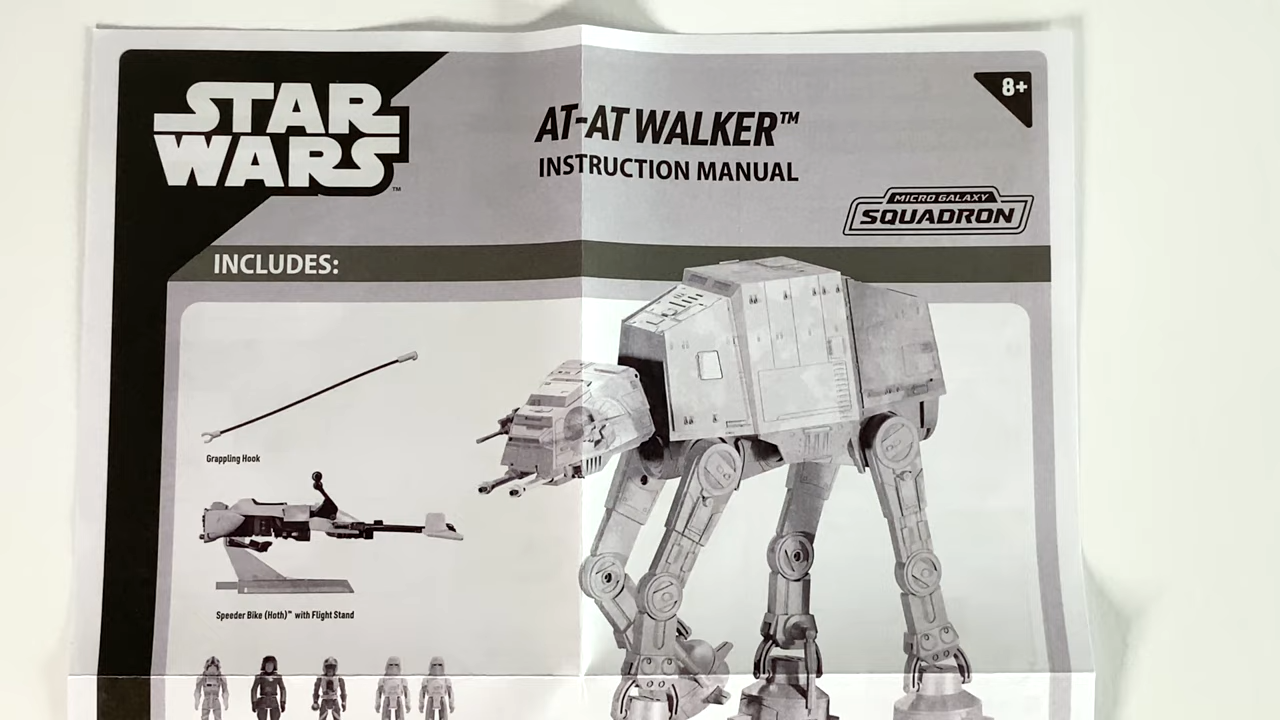 STAR
WARS™
AT-AT WALKER™
INSTRUCTION MANUAL
8+
MICRO GALAXY
SQUADRON
INCLUDES:
Grappling Hook
Speeder Bike (Hoth)™ with Flight Stand